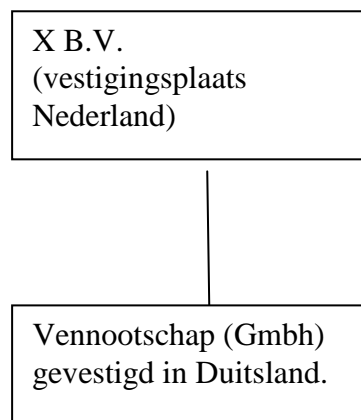 X B.V.
(vestigingsplaats
Nederland)
Vennootschap (Gmbh)
gevestigd in Duitsland.